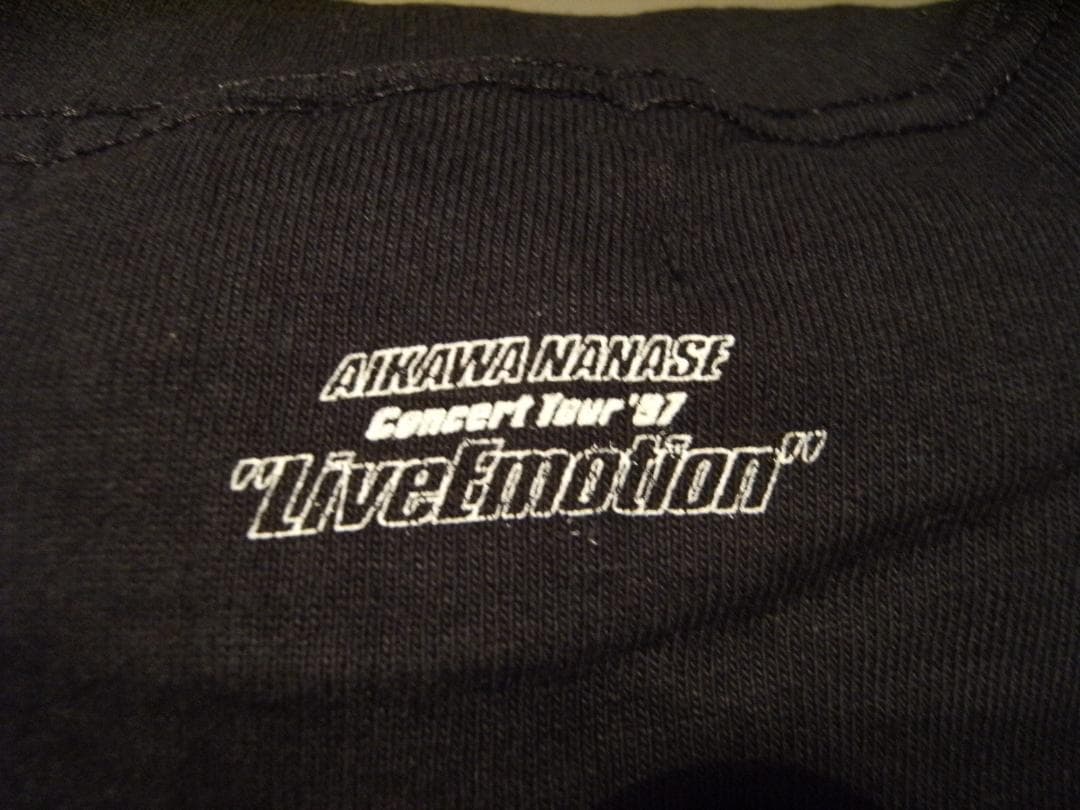 AIKAWA NANASE
Concert Tour '97
"LiveEmotion"